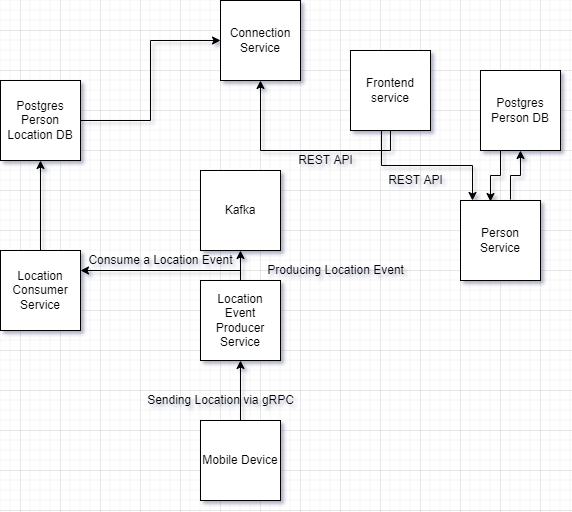 Connection
Service
Frontend
service
Postgres
Person
Location DB
Postgres
Person DB
REST API
REST API
Kafka
Person
Service
Consume a Location Event
Producing Location Event
Location
Consumer
Service
Location
Event
Producer
Service
Sending Location via gRPC
Mobile Device